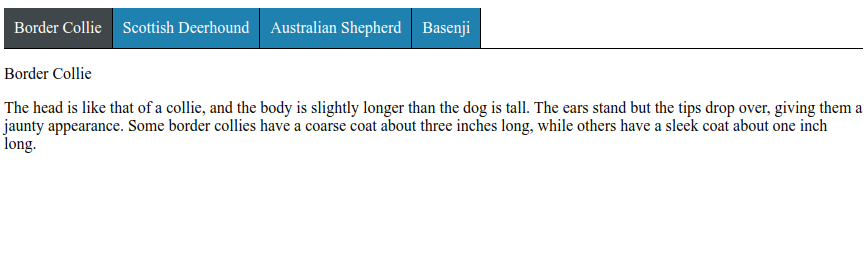 Border Collie Scottish Deerhound Australian Shepherd Basenji
Border Collie
The head is like that of a collie, and the body is slightly longer than the dog is tall. The ears stand but the tips drop over, giving them a
jaunty appearance. Some border collies have a coarse coat about three inches long, while others have a sleek coat about one inch
long.